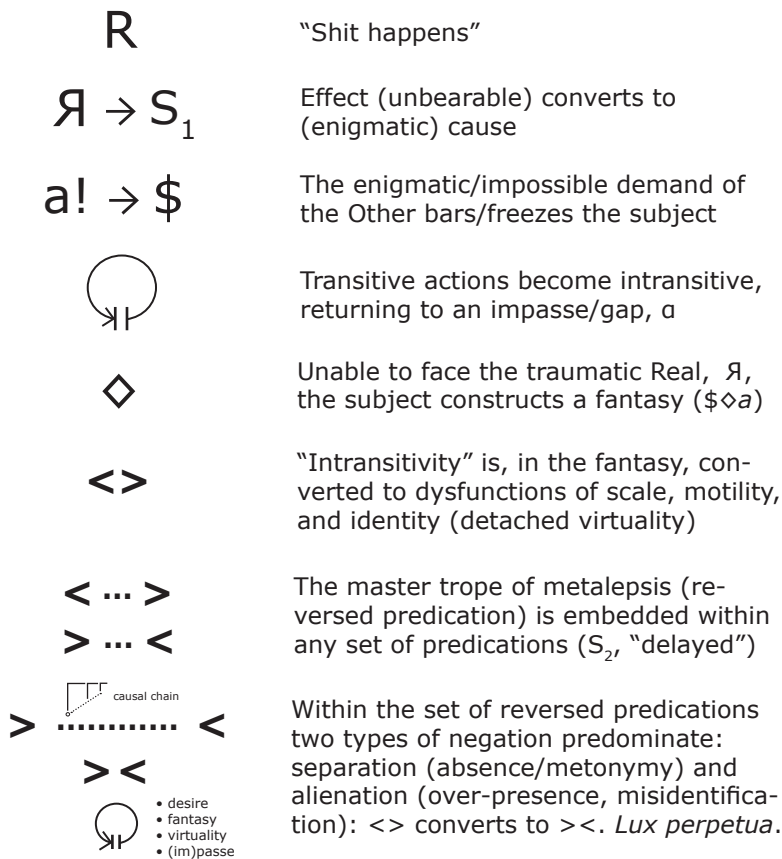 R
“Shit happens”
Я → S₁
Effect (unbearable) converts to
(enigmatic) cause
a! → $
The enigmatic/impossible demand of
the Other bars/freezes the subject
Transitive actions become intransitive,
returning to an impasse/gap, ɑ
◇
Unable to face the traumatic Real, Я,
the subject constructs a fantasy ($◇a)
<>
“Intransitivity” is, in the fantasy, con-
verted to dysfunctions of scale, motility,
and identity (detached virtuality)
< ... >
> ... <
The master trope of metalepsis (re-
versed predication) is embedded within
any set of predications (S₂, “delayed”)
causal chain
> ............ <
> <
• desire
• fantasy
• virtuality
• (im)passe
Within the set of reversed predications
two types of negation predominate:
separation (absence/metonymy) and
alienation (over-presence, misidentifica-
tion): <> converts to ><. Lux perpetua.